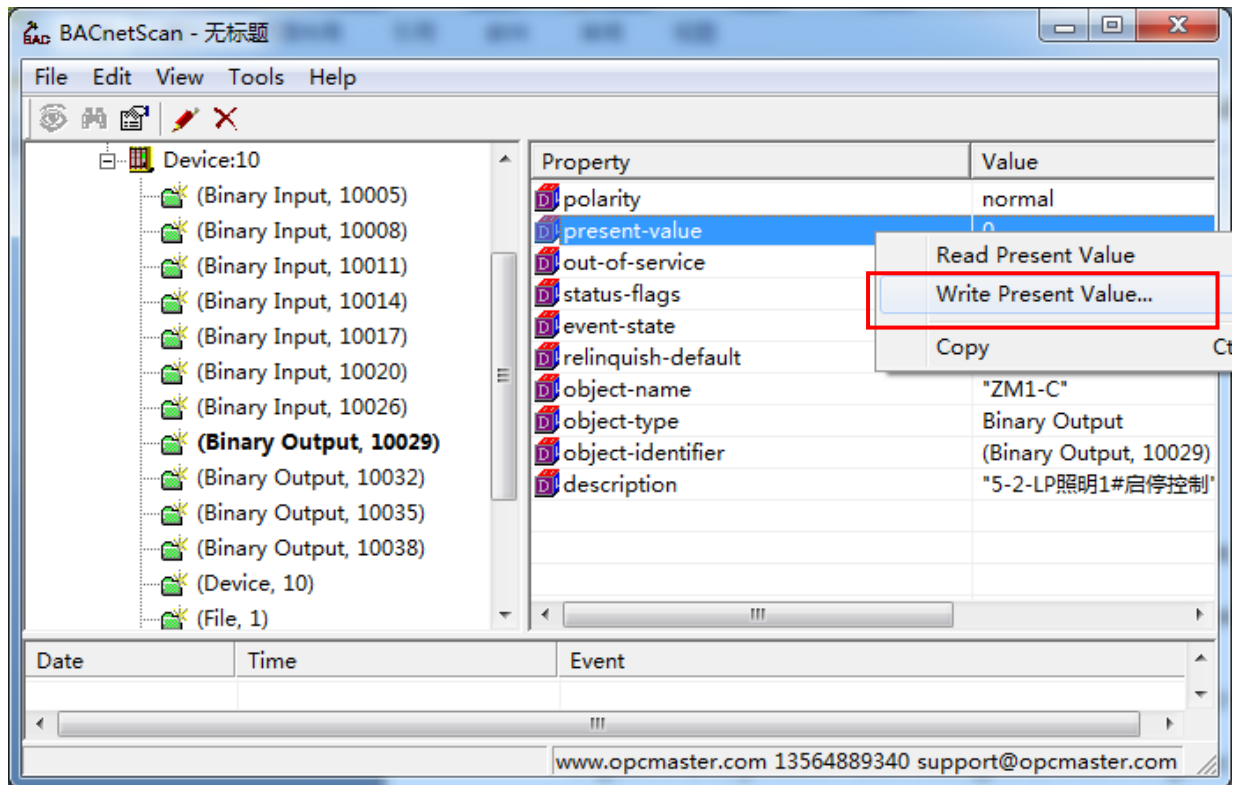 BAC BACnetScan - 无标题
File Edit View Tools Help
Device:10
(Binary Input, 10005)
(Binary Input, 10008)
(Binary Input, 10011)
(Binary Input, 10014)
(Binary Input, 10017)
(Binary Input, 10020)
(Binary Input, 10026)
(Binary Output, 10029)
(Binary Output, 10032)
(Binary Output, 10035)
(Binary Output, 10038)
(Device, 10)
(File, 1)
Property Value
D polarity normal
D present-value 0
D out-of-service
D status-flags
D event-state
D relinquish-default
D object-name "ZM1-C"
D object-type Binary Output
D object-identifier (Binary Output, 10029)
D description "5-2-LP照明1#启停控制"
Read Present Value
Write Present Value...
Copy Ct
Date Time Event
www.opcmaster.com 13564889340 support@opcmaster.com